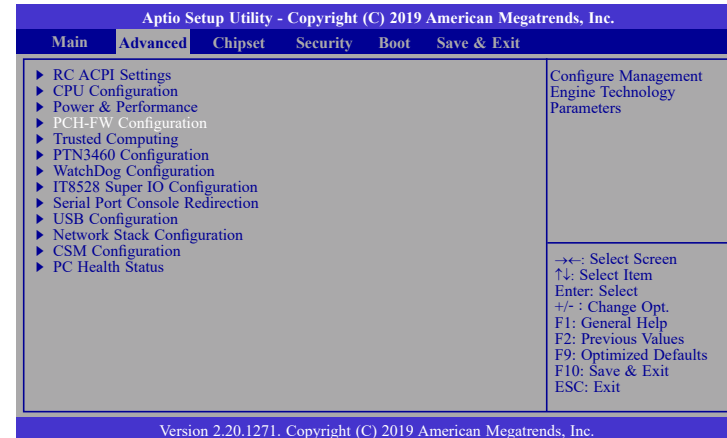 Aptio Setup Utility - Copyright (C) 2019 American Megatrends, Inc.
Main Advanced Chipset Security Boot Save & Exit
RC ACPI Settings
CPU Configuration
Power & Performance
PCH-FW Configuration
Trusted Computing
PTN3460 Configuration
WatchDog Configuration
IT8528 Super IO Configuration
Serial Port Console Redirection
USB Configuration
Network Stack Configuration
CSM Configuration
PC Health Status
Configure Management
Engine Technology
Parameters
→←: Select Screen
↑↓: Select Item
Enter: Select
+/- : Change Opt.
F1: General Help
F2: Previous Values
F9: Optimized Defaults
F10: Save & Exit
ESC: Exit
Version 2.20.1271. Copyright (C) 2019 American Megatrends, Inc.